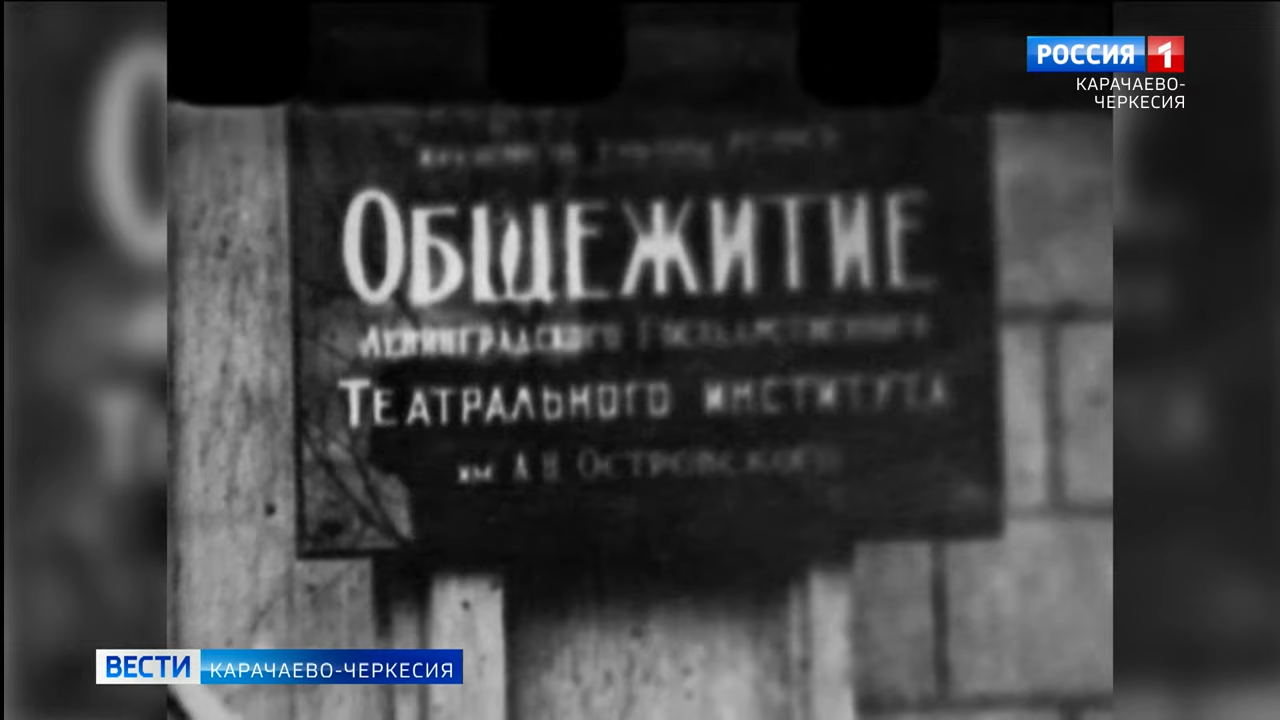 РОССИЯ 1
КАРАЧАЕВО-
ЧЕРКЕСИЯ
ОБЩЕЖИТИЕ
ЛЕНИНГРАДСКОГО ГОСУДАРСТВЕННОГО
ТЕАТРАЛЬНОГО ИНСТИТУТА
им. А Н ОСТРОВСКОГО
ВЕСТИ КАРАЧАЕВО-ЧЕРКЕСИЯ